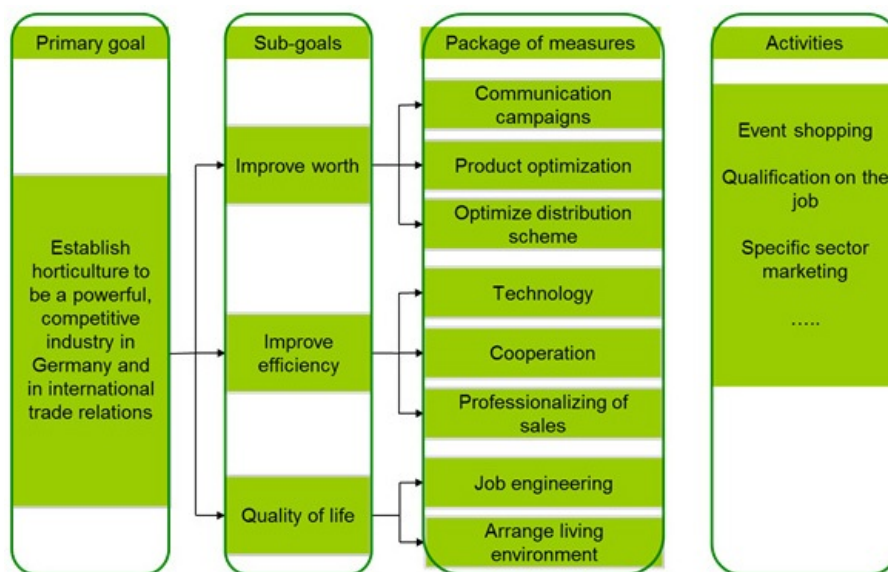 Primary goal
Sub-goals
Package of measures
Activities
Establish
horticulture to
be a powerful,
competitive
industry in
Germany and
in international
trade relations
Improve worth
Improve
efficiency
Quality of life
Communication
campaigns
Product optimization
Optimize distribution
scheme
Technology
Cooperation
Professionalizing of
sales
Job engineering
Arrange living
environment
Event shopping
Qualification on the
job
Specific sector
marketing
.....